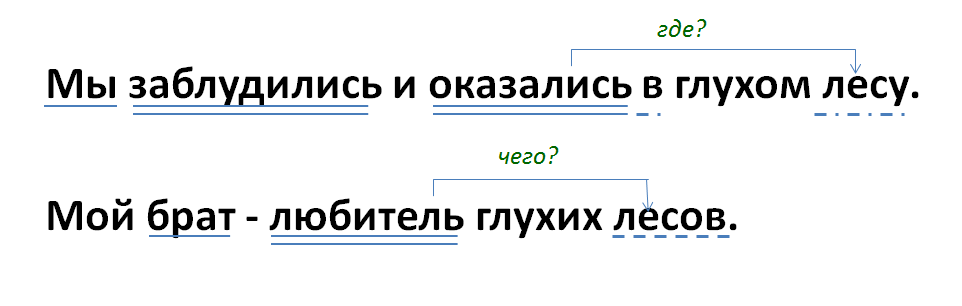 где?
Мы заблудились и оказались в глухом лесу.
чего?
Мой брат - любитель глухих лесов.